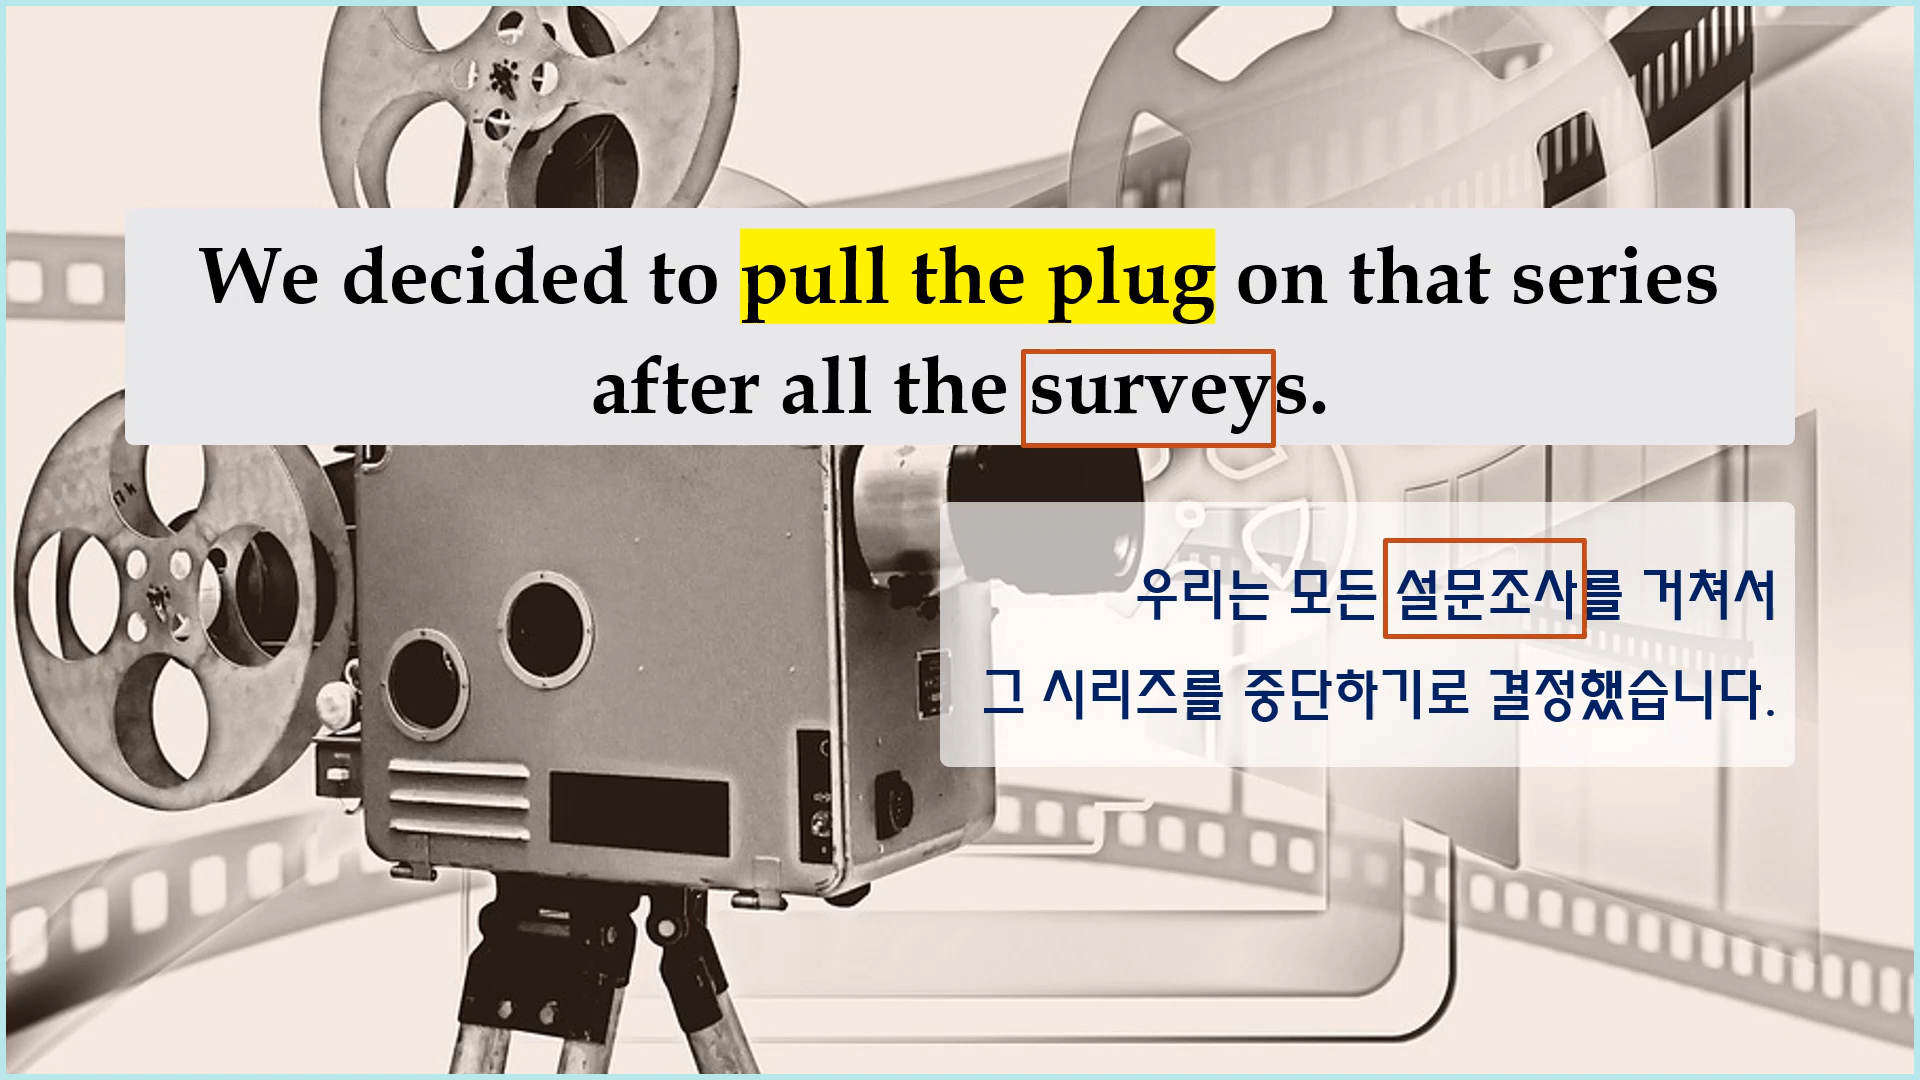 We decided to pull the plug on that series
after all the surveys.
우리는 모든 설문조사를 거쳐서
그 시리즈를 중단하기로 결정했습니다.